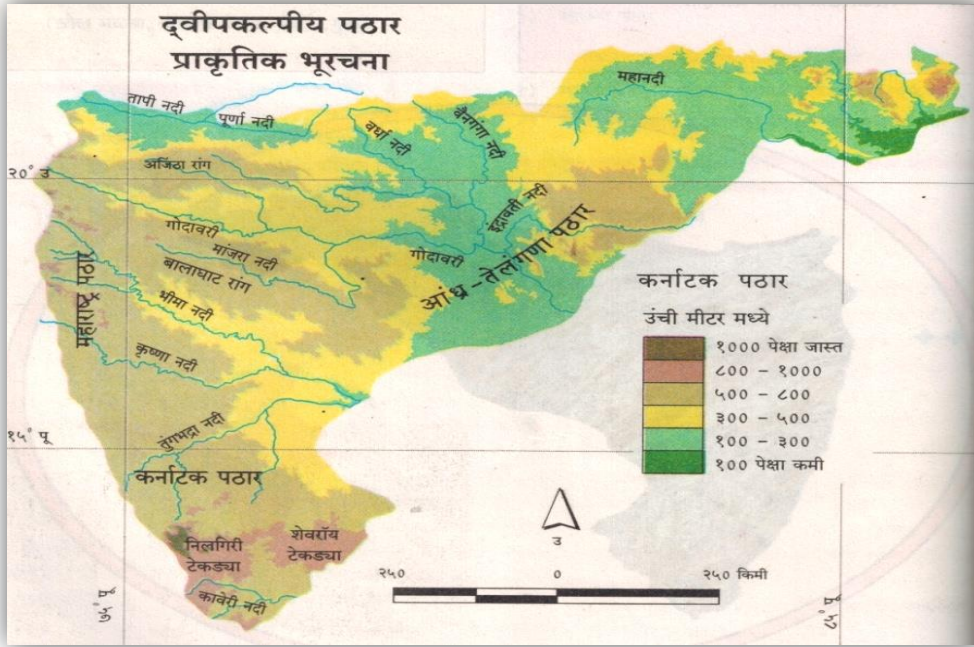 द्वीपकल्पीय पठार
प्राकृतिक भूरचना
तापी नदी
पूर्णा नदी
वर्धा नदी
वैनगंगा नदी
महानदी
२०° उ
अजिंठा रांग
गोदावरी
मांजरा नदी
बालाघाट रांग
गोदावरी
इंद्रावती नदी
आंध्र-तेलंगणा पठार
महाराष्ट्र पठार
भीमा नदी
कृष्णा नदी
तुंगभद्रा नदी
१५° पू
कर्नाटक पठार
निलगिरी
टेकड्या
शेवरॉय
टेकड्या
कावेरी नदी
कर्नाटक पठार
उंची मीटर मध्ये
१००० पेक्षा जास्त
८०० - १०००
५०० - ८००
३०० - ५००
१०० - ३००
१०० पेक्षा कमी
उ
२५० ० २५० किमी
७५° पू
८५° पू